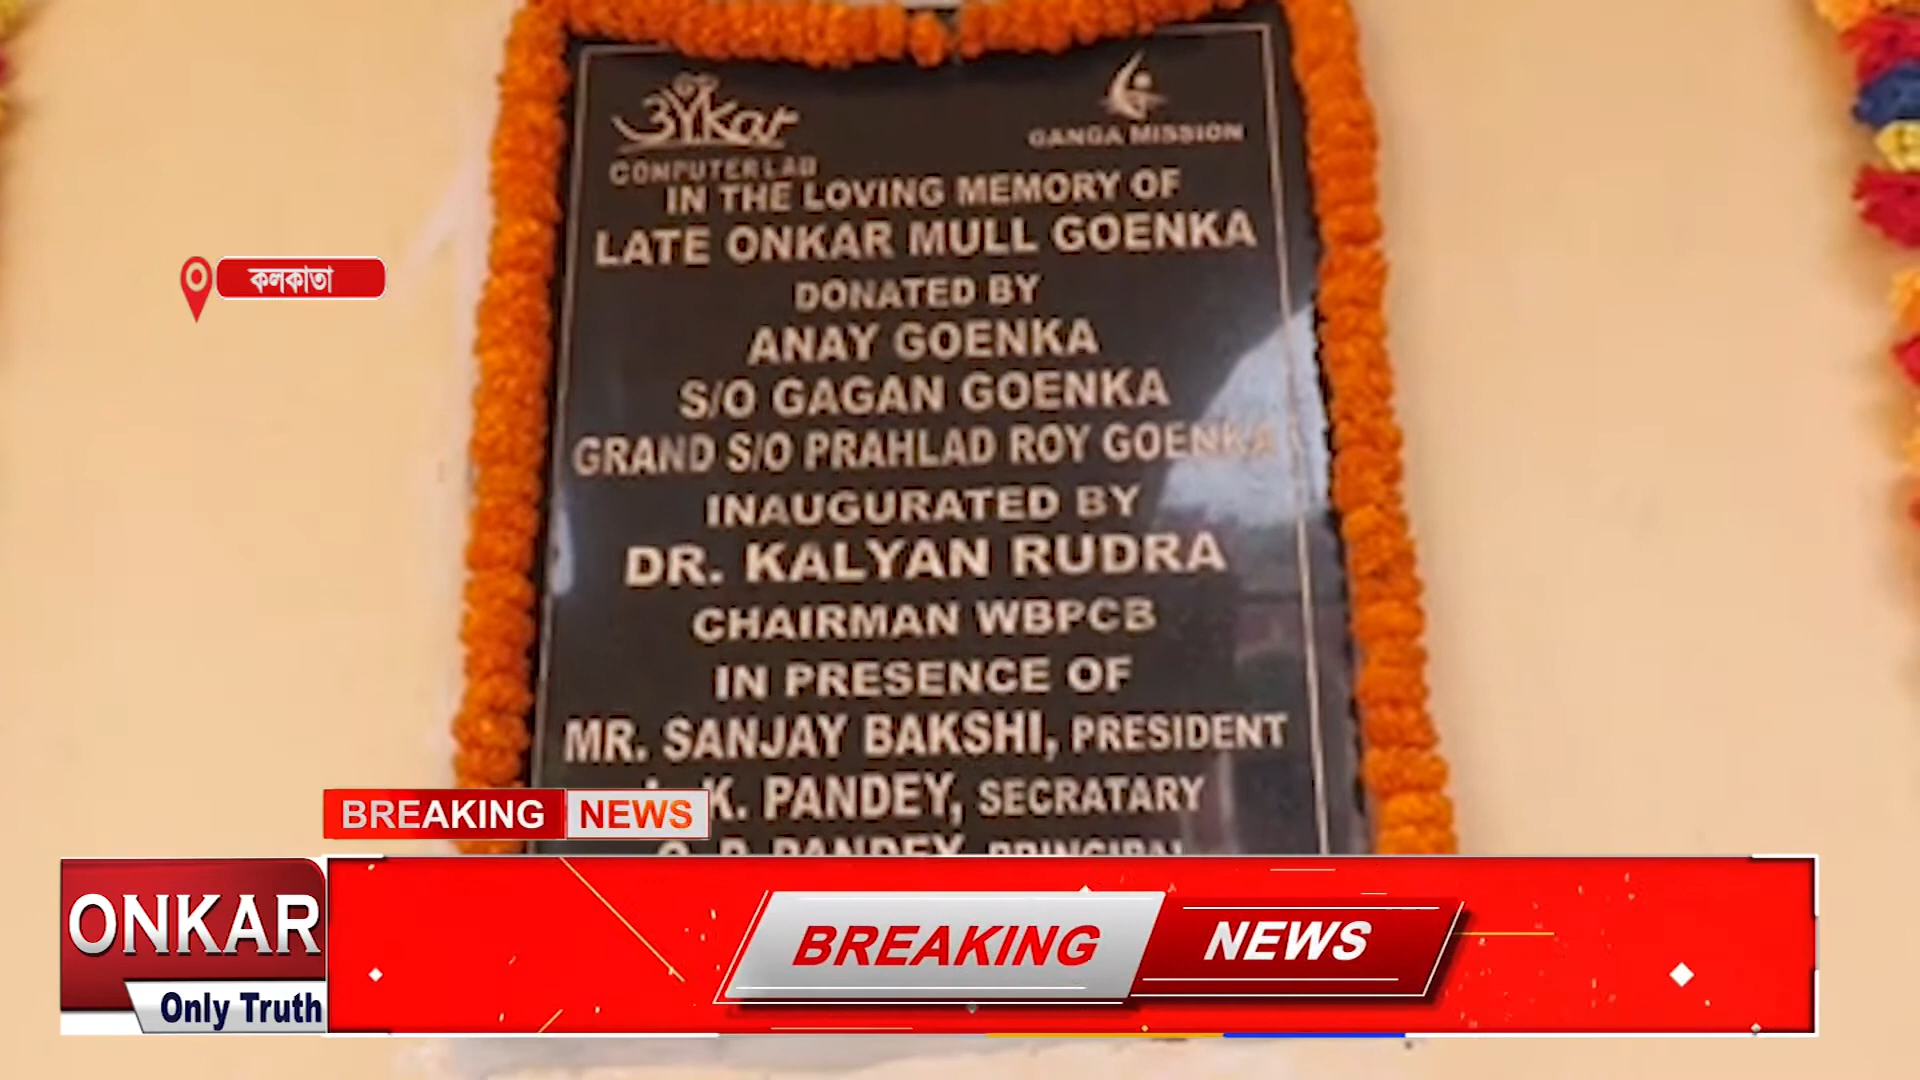 COMPUTER LAB
GANGA MISSION
IN THE LOVING MEMORY OF
LATE ONKAR MULL GOENKA
DONATED BY
ANAY GOENKA
S/O GAGAN GOENKA
GRAND S/O PRAHLAD ROY GOENKA
INAUGURATED BY
DR. KALYAN RUDRA
CHAIRMAN WBPCB
IN PRESENCE OF
MR. SANJAY BAKSHI, PRESIDENT
K. PANDEY, SECRATARY
PANDEY, PRINCIPAL
কলকাতা
BREAKING NEWS
ONKAR
Only Truth
BREAKING NEWS